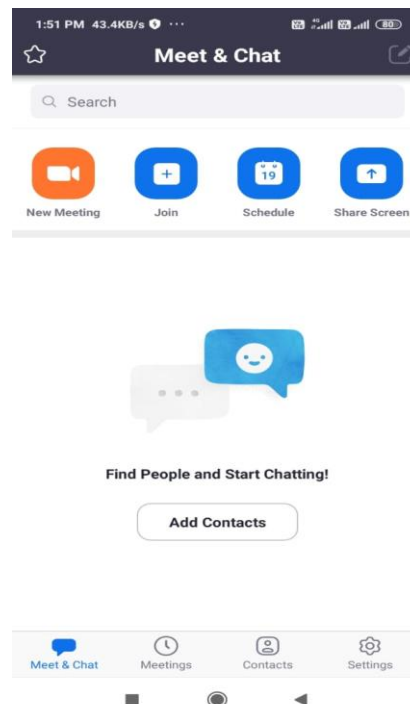 1:51 PM 43.4KB/s ... 80
Meet & Chat
Search
19
New Meeting Join Schedule Share Screen
Find People and Start Chatting!
Add Contacts
Meet & Chat Meetings Contacts Settings